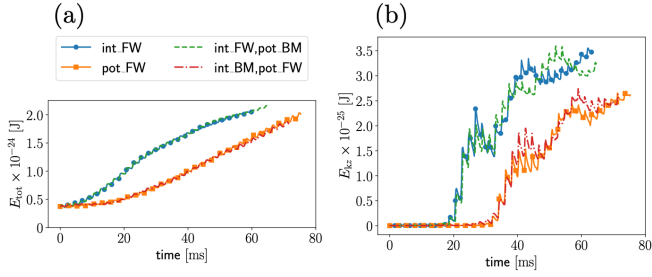 (a)
(b)
int_FW
int_FW,pot_BM
pot_FW
int_BM,pot_FW
E_tot × 10^−24 [J]
2.0
1.5
1.0
0.5
0
0
20
40
60
80
time [ms]
E_kz × 10^−25 [J]
3.5
3.0
2.5
2.0
1.5
1.0
0.5
0
0
20
40
60
80
time [ms]